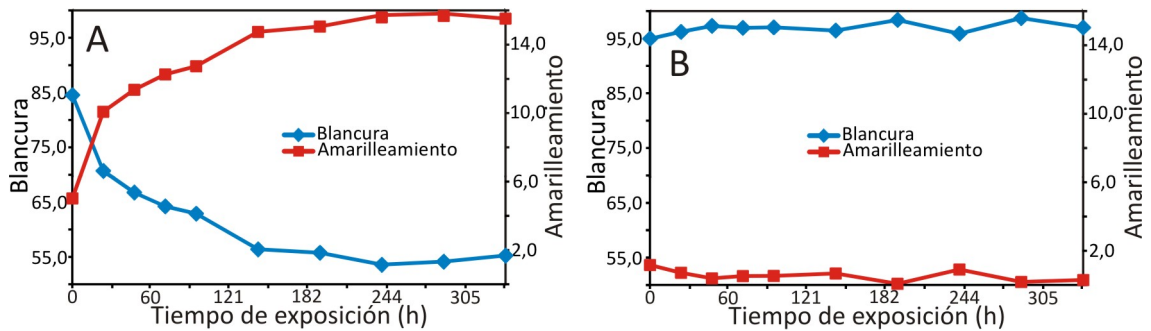 A
Blancura
95,0
85,0
75,0
65,0
55,0
Blancura
Amarilleamiento
14,0
10,0
6,0
2,0
Amarilleamiento
0 60 121 182 244 305
Tiempo de exposición (h)
B
Blancura
95,0
85,0
75,0
65,0
55,0
Blancura
Amarilleamiento
14,0
10,0
6,0
2,0
Amarilleamiento
0 60 121 182 244 305
Tiempo de exposición (h)